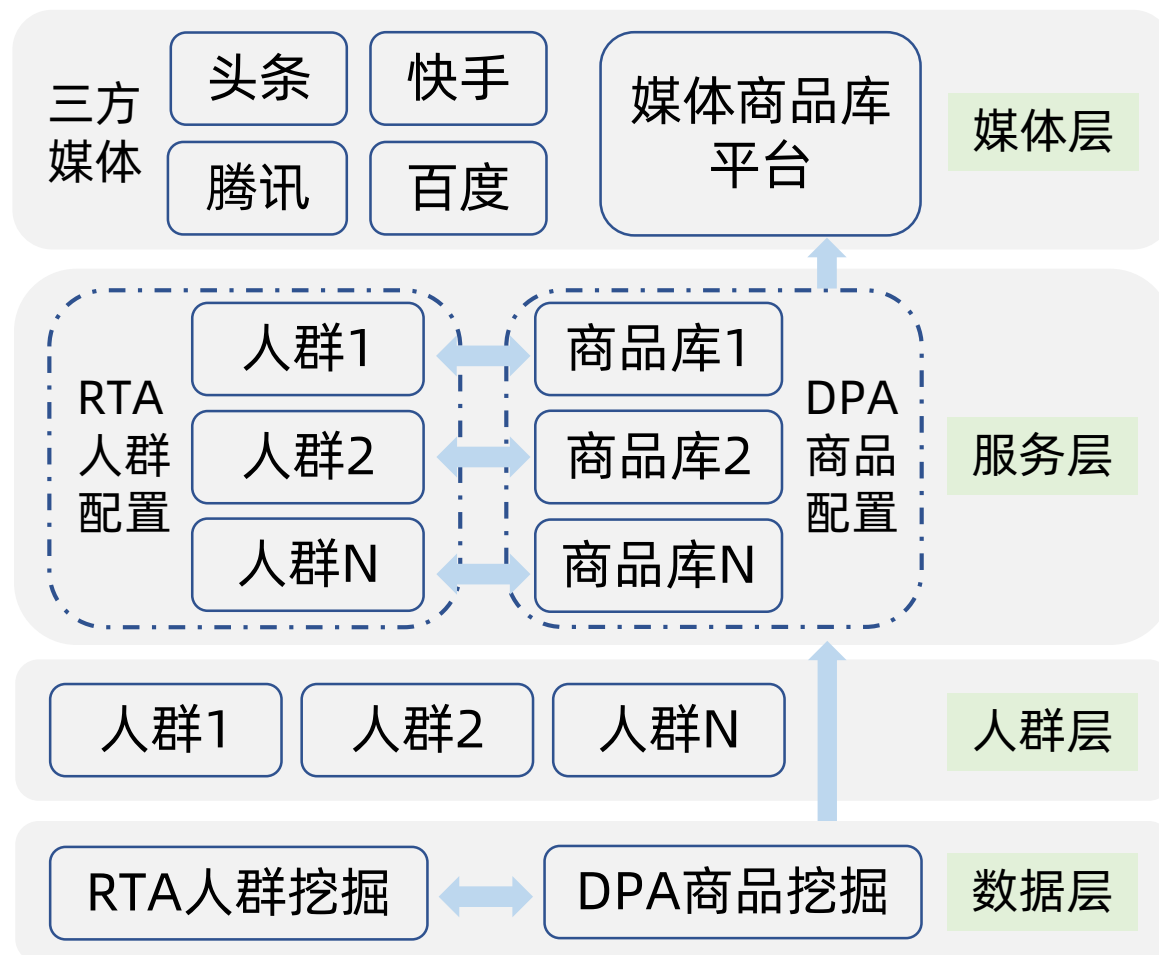 三方
媒体
头条
快手
腾讯
百度
媒体商品库
平台
媒体层
RTA
人群
配置
人群1
人群2
人群N
商品库1
商品库2
商品库N
DPA
商品
配置
服务层
人群1
人群2
人群N
人群层
RTA人群挖掘
DPA商品挖掘
数据层